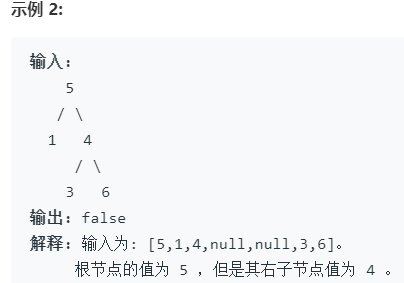 示例 2:
输入:
    5
   / \
  1   4
     / \
    3   6
输出: false
解释: 输入为: [5,1,4,null,null,3,6]。
     根节点的值为 5 ，但是其右子节点值为 4 。